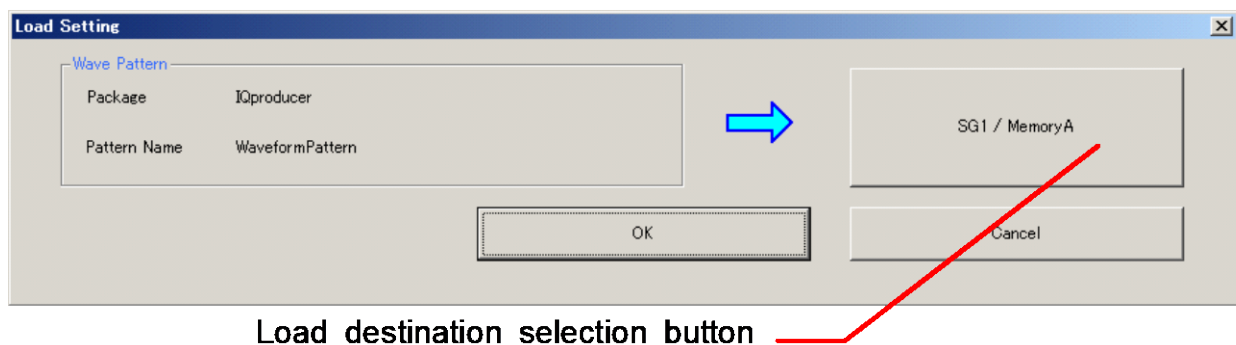 Load Setting
Wave Pattern
Package IQproducer
Pattern Name WaveformPattern
SG1 / MemoryA
OK
Cancel
Load destination selection button